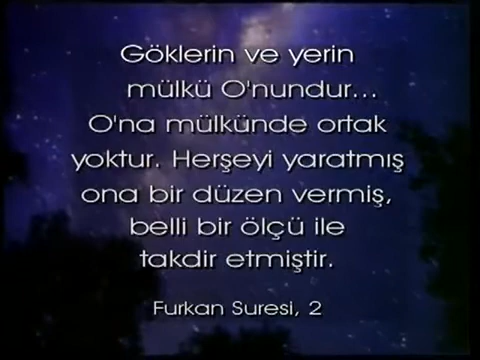 Göklerin ve yerin
mülkü O'nundur...
O'na mülkünde ortak
yoktur. Herşeyi yaratmış
ona bir düzen vermiş,
belli bir ölçü ile
takdir etmiştir.
Furkan Suresi, 2